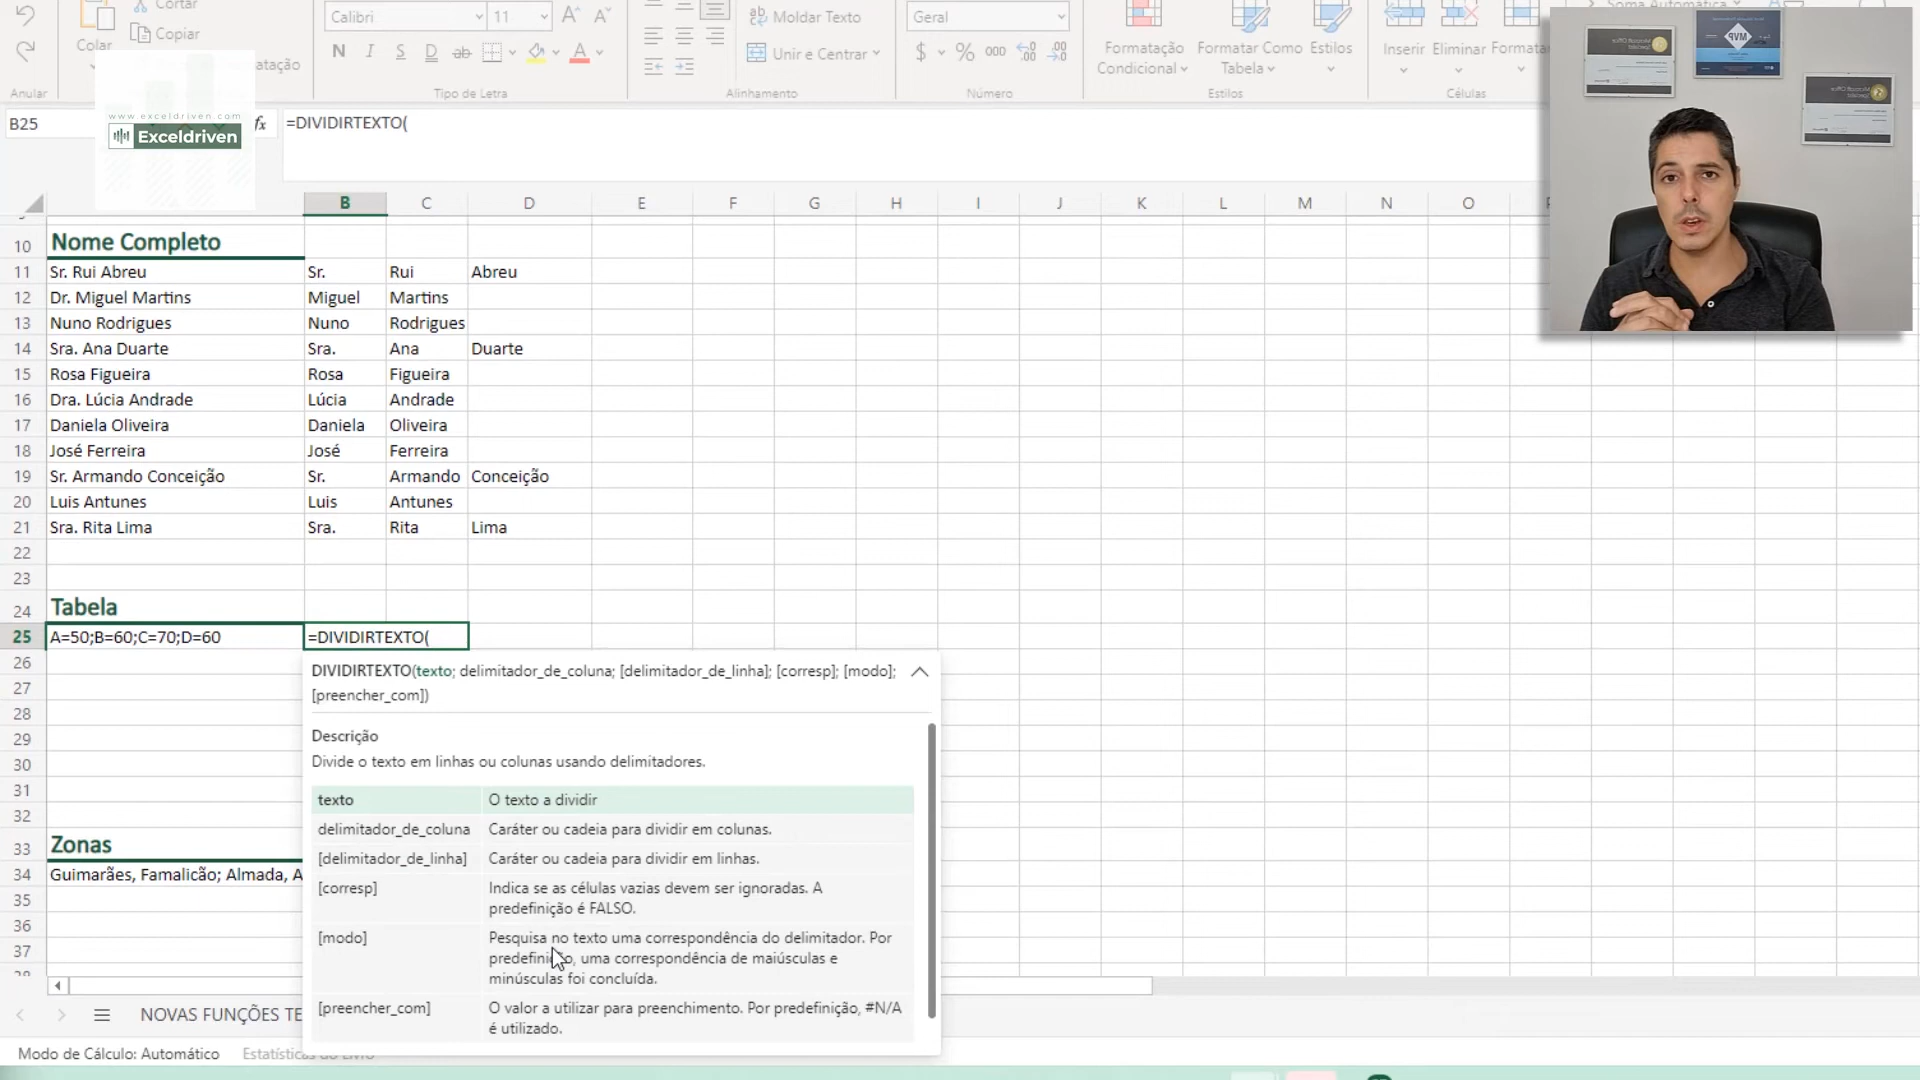 Cortar
Colar
Copiar
Anular
Calibri
11
Tipo de Letra
Moldar Texto
Unir e Centrar
Alinhamento
Geral
$
%
000
Número
Formatação
Condicional
Formatar Como
Tabela
Estilos
Estilos
Inserir
Eliminar
Formatar
Células
Soma Automática
www.exceldriven.com
Exceldriven
B25
fx
=DIVIDIRTEXTO(
B C D E F G H I J K L M N O
10 Nome Completo
11 Sr. Rui Abreu Sr. Rui Abreu
12 Dr. Miguel Martins Miguel Martins
13 Nuno Rodrigues Nuno Rodrigues
14 Sra. Ana Duarte Sra. Ana Duarte
15 Rosa Figueira Rosa Figueira
16 Dra. Lúcia Andrade Lúcia Andrade
17 Daniela Oliveira Daniela Oliveira
18 José Ferreira José Ferreira
19 Sr. Armando Conceição Sr. Armando Conceição
20 Luis Antunes Luis Antunes
21 Sra. Rita Lima Sra. Rita Lima
22
23
24 Tabela
25 A=50;B=60;C=70;D=60 =DIVIDIRTEXTO(
26
27
28
29
30
31
32
33 Zonas
34 Guimarães, Famalicão; Almada, A
35
36
37
DIVIDIRTEXTO(texto; delimitador_de_coluna; [delimitador_de_linha]; [corresp]; [modo];
[preencher_com])
Descrição
Divide o texto em linhas ou colunas usando delimitadores.
texto O texto a dividir
delimitador_de_coluna Caráter ou cadeia para dividir em colunas.
[delimitador_de_linha] Caráter ou cadeia para dividir em linhas.
[corresp] Indica se as células vazias devem ser ignoradas. A
predefinição é FALSO.
[modo] Pesquisa no texto uma correspondência do delimitador. Por
predefinição, uma correspondência de maiúsculas e
minúsculas foi concluída.
[preencher_com] O valor a utilizar para preenchimento. Por predefinição, #N/A
é utilizado.
NOVAS FUNÇÕES TE
Modo de Cálculo: Automático Estatísticas do Livro